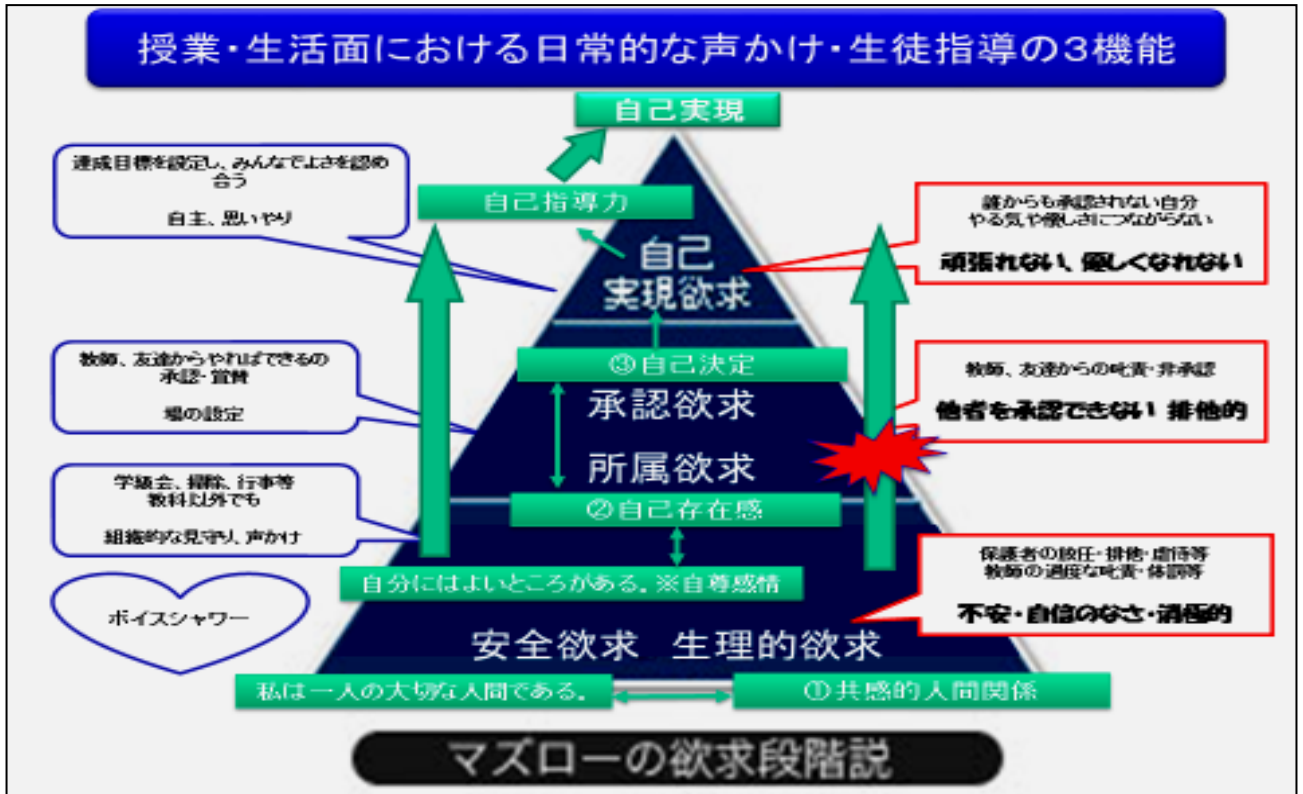 授業・生活面における日常的な声かけ・生徒指導の３機能
自己実現
達成目標を設定し、みんなでよさを認め
合う
自主、思いやり
自己指導力
誰からも承認されない自分
やる気や優しさにつながらない
頑張れない、優しくなれない
自己
実現欲求
教師、友達からやればできるの
承認・賞賛
場の設定
③自己決定
教師、友達からの叱責・非承認
他者を承認できない 排他的
承認欲求
所属欲求
学級会、掃除、行事等
教科以外でも
組織的な見守り、声かけ
②自己存在感
保護者の放任・排他・虐待等
教師の過度な叱責・体罰等
不安・自信のなさ・消極的
自分にはよいところがある。※自尊感情
ボイスシャワー
安全欲求 生理的欲求
私は一人の大切な人間である。
①共感的人間関係
マズローの欲求段階説